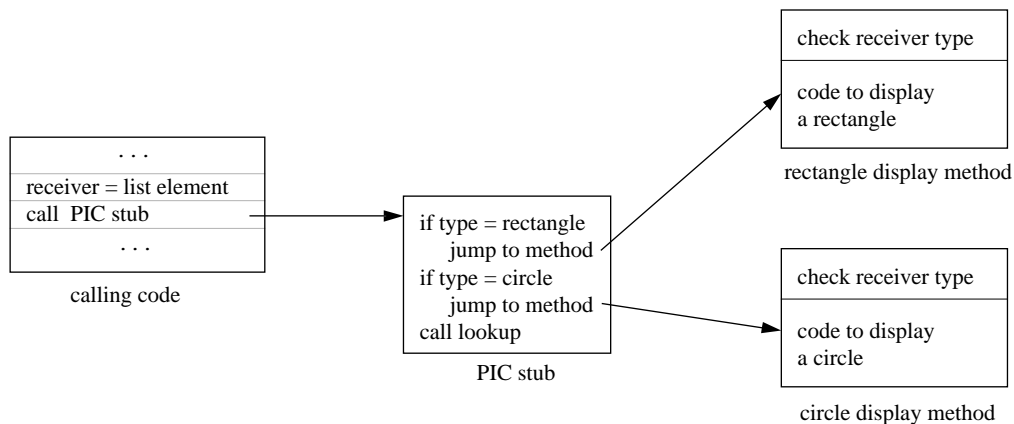 . . .
receiver = list element
call PIC stub
. . .
calling code
if type = rectangle
jump to method
if type = circle
jump to method
call lookup
PIC stub
check receiver type
code to display
a rectangle
rectangle display method
check receiver type
code to display
a circle
circle display method